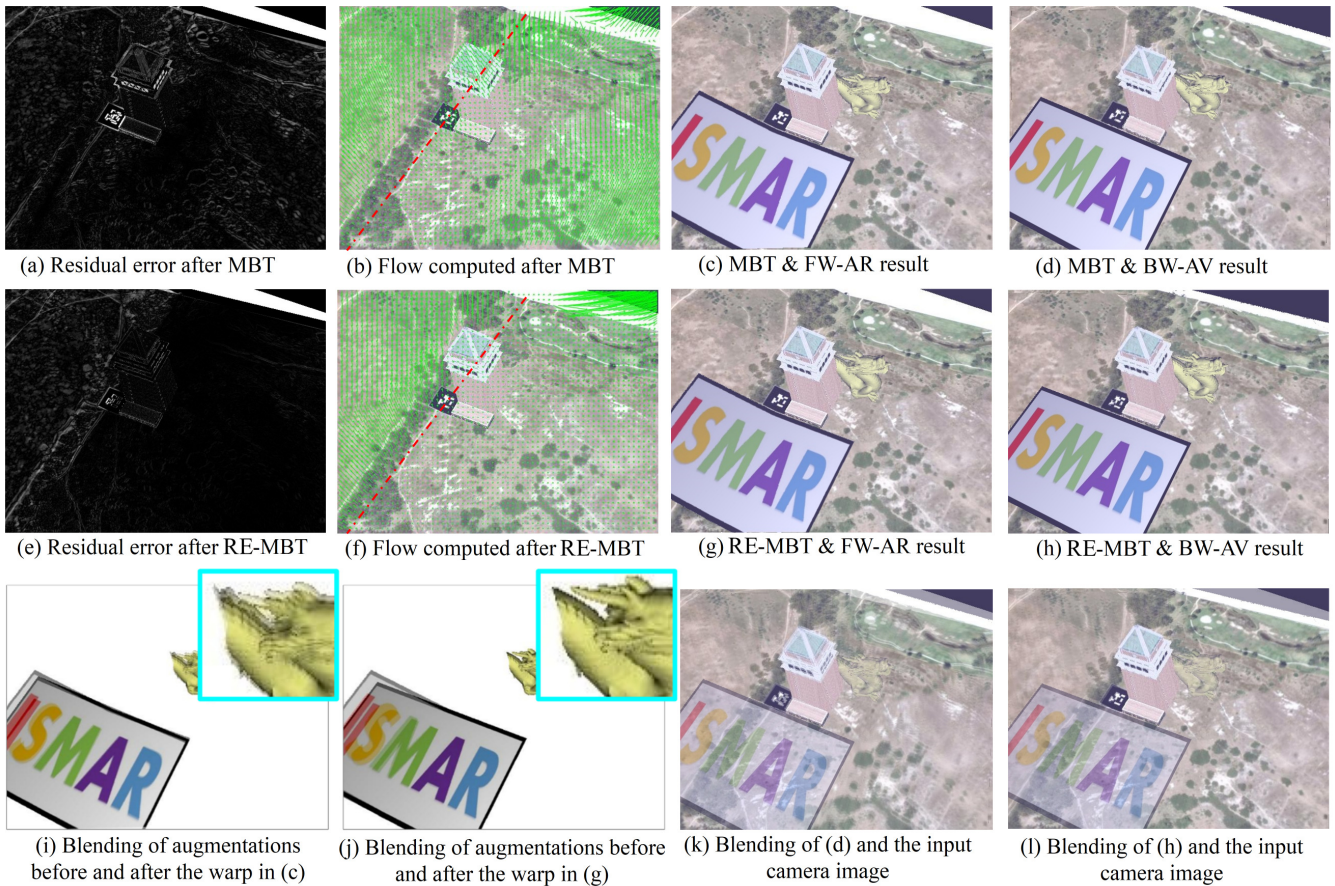 ISMAR
ISMAR
(a) Residual error after MBT
(b) Flow computed after MBT
(c) MBT & FW-AR result
(d) MBT & BW-AV result
ISMAR
ISMAR
(e) Residual error after RE-MBT
(f) Flow computed after RE-MBT
(g) RE-MBT & FW-AR result
(h) RE-MBT & BW-AV result
ISMAR
ISMAR
ISMAR
ISMAR
(i) Blending of augmentations
before and after the warp in (c)
(j) Blending of augmentations before
and after the warp in (g)
(k) Blending of (d) and the input
camera image
(l) Blending of (h) and the input
camera image